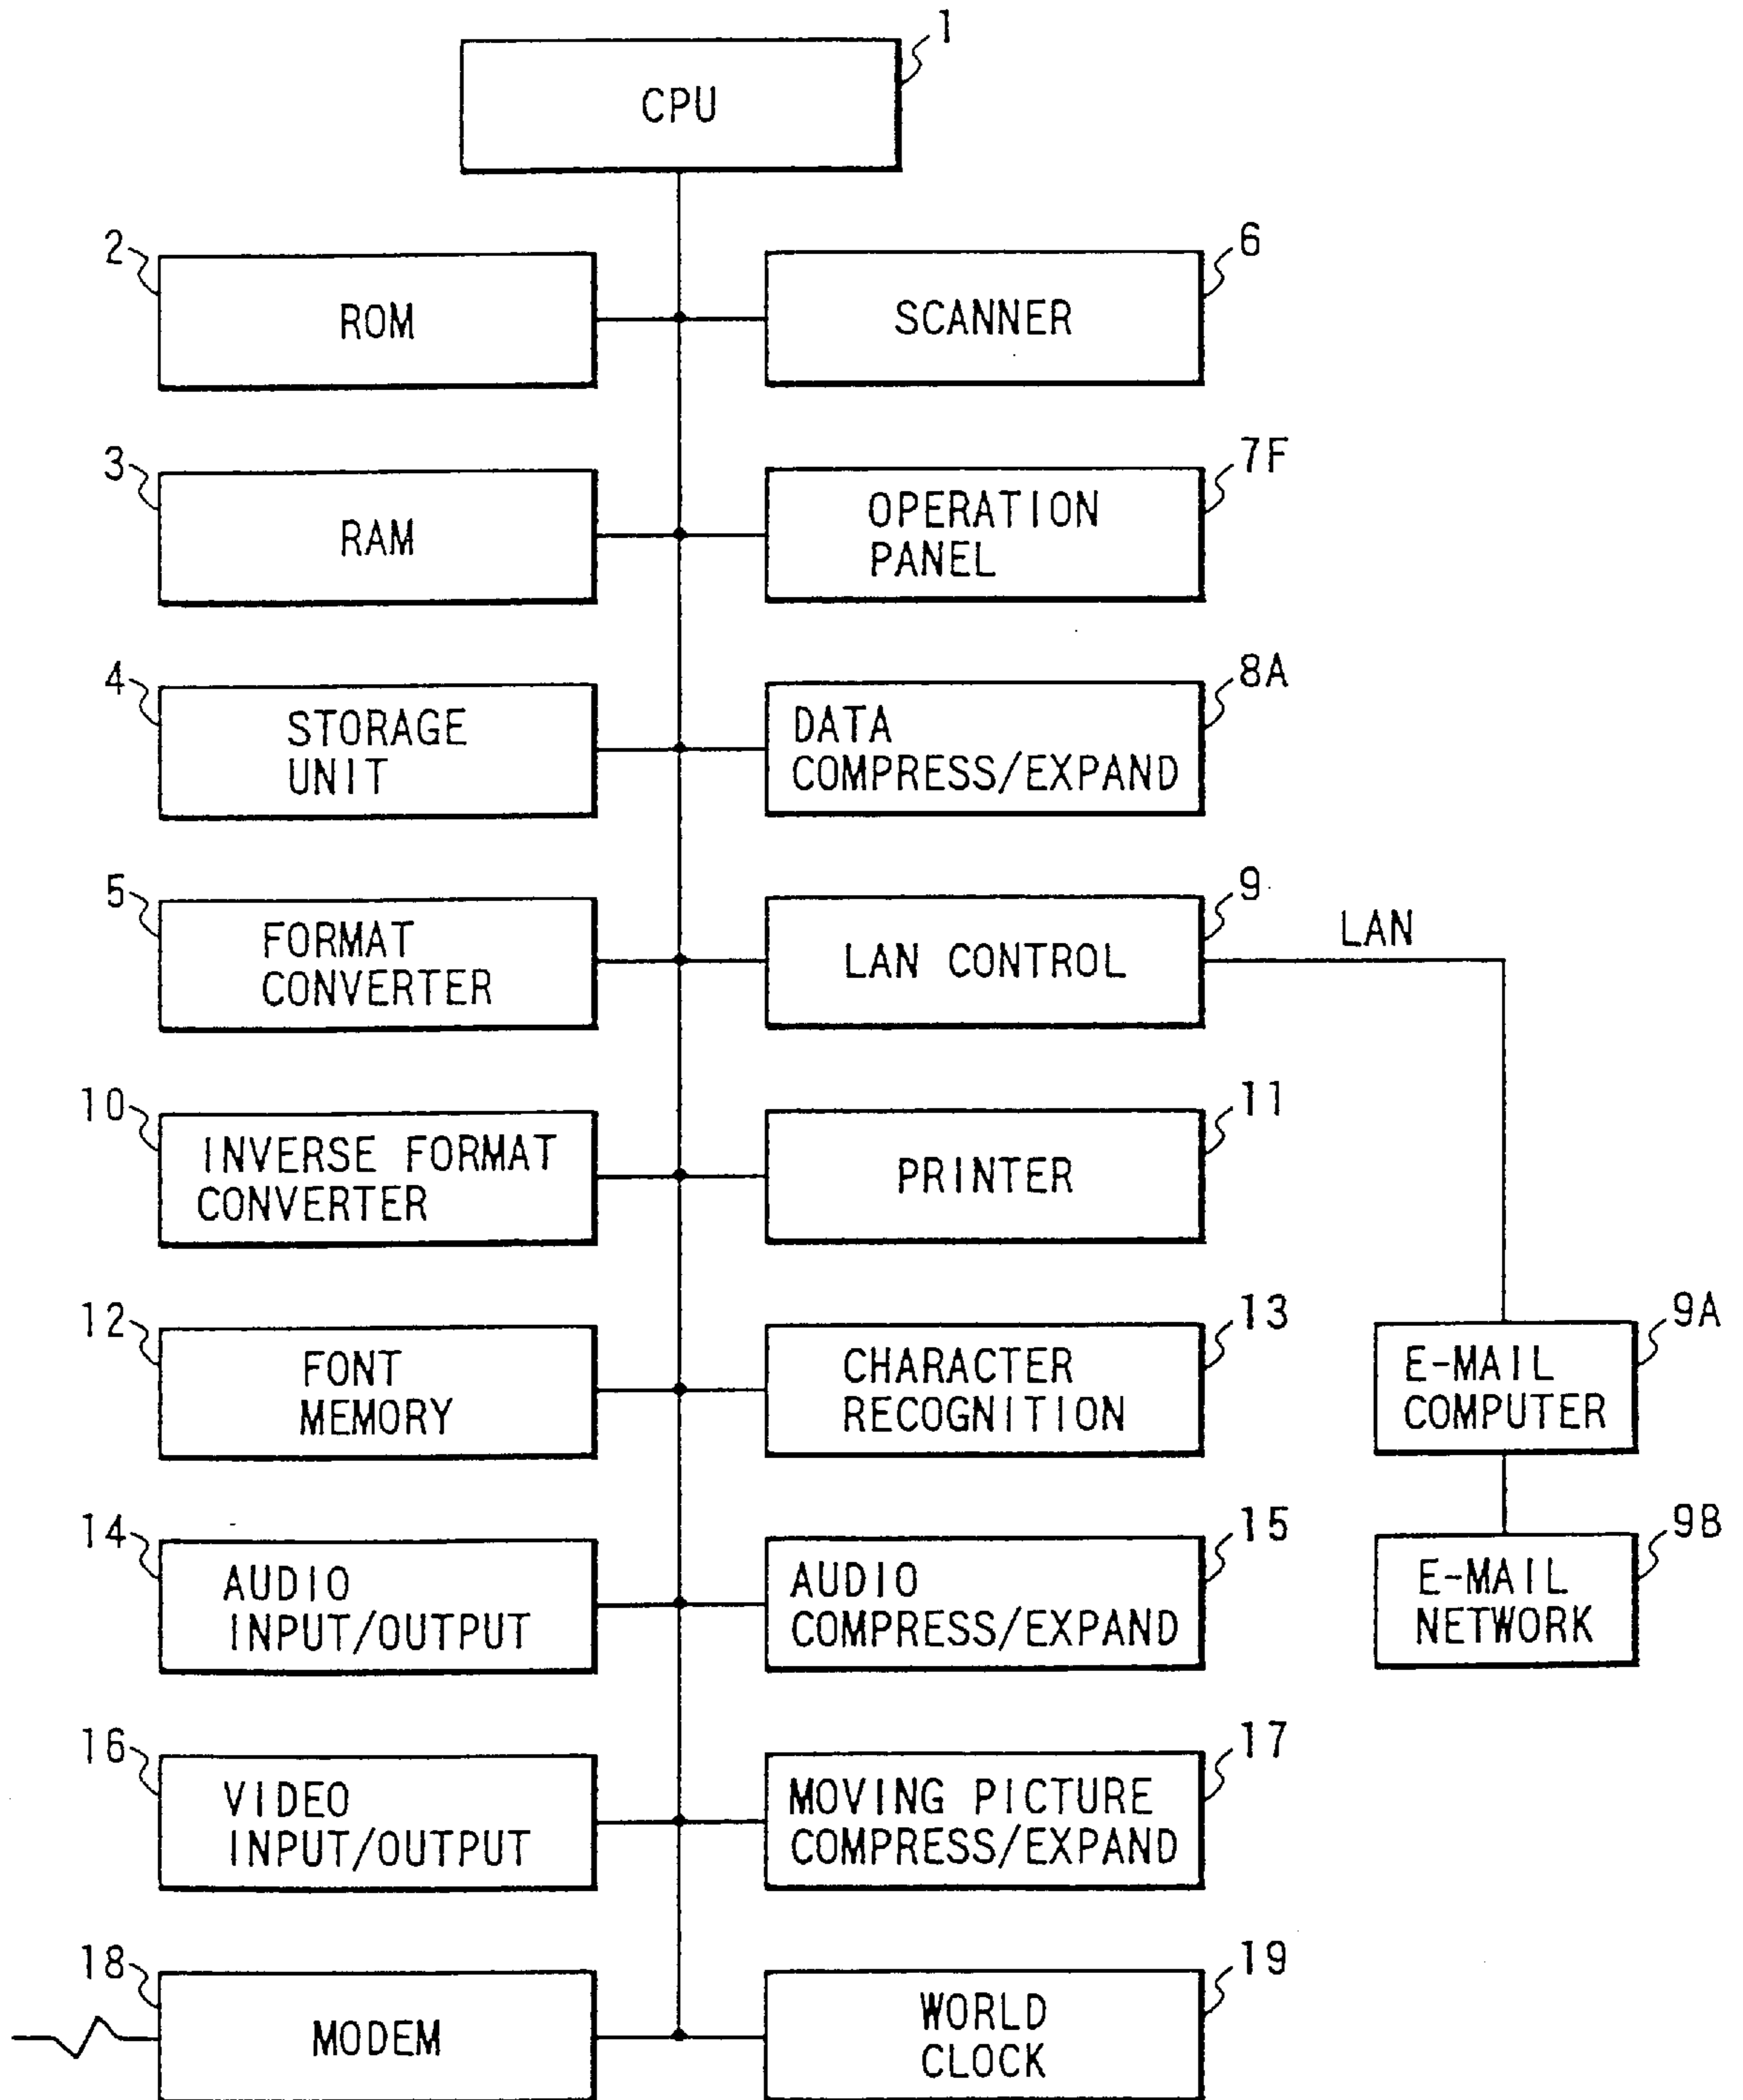 1
CPU
2
ROM
6
SCANNER
3
RAM
7F
OPERATION
PANEL
4
STORAGE
UNIT
8A
DATA
COMPRESS/EXPAND
5
FORMAT
CONVERTER
9
LAN CONTROL
LAN
10
INVERSE FORMAT
CONVERTER
11
PRINTER
12
FONT
MEMORY
13
CHARACTER
RECOGNITION
9A
E-MAIL
COMPUTER
14
AUDIO
INPUT/OUTPUT
15
AUDIO
COMPRESS/EXPAND
9B
E-MAIL
NETWORK
16
VIDEO
INPUT/OUTPUT
17
MOVING PICTURE
COMPRESS/EXPAND
18
MODEM
19
WORLD
CLOCK